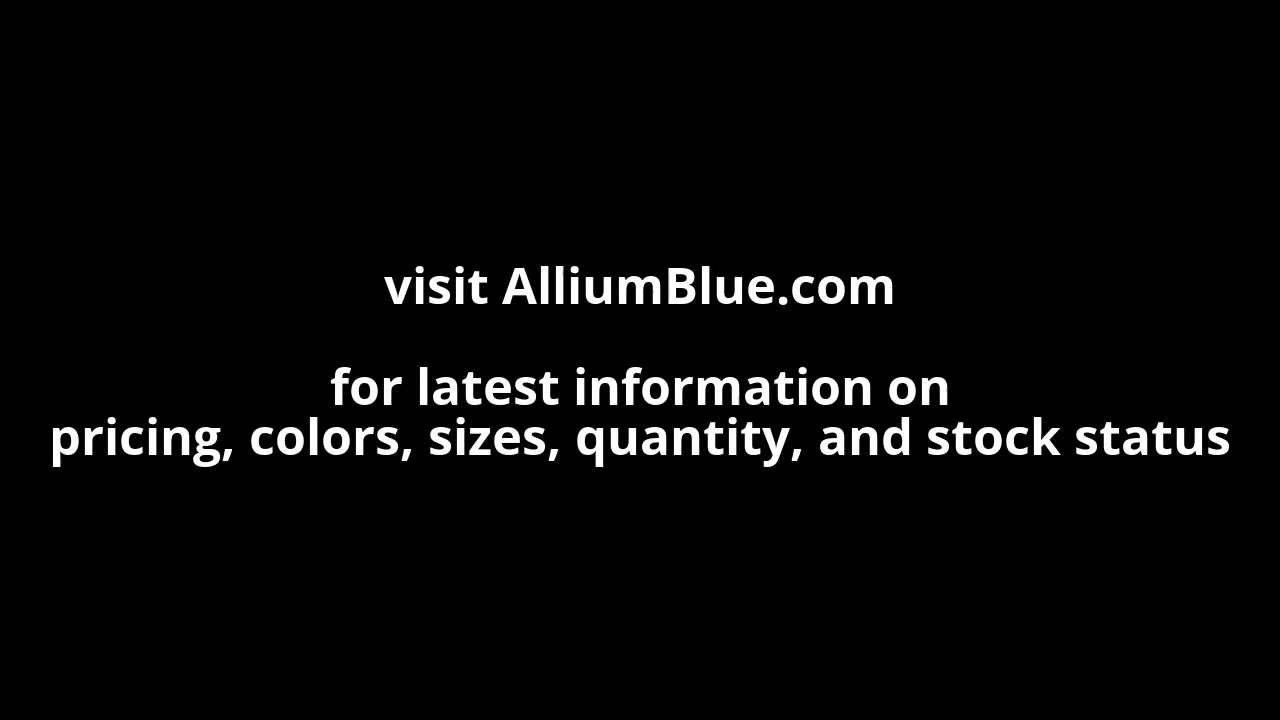 visit AlliumBlue.com
for latest information on
pricing, colors, sizes, quantity, and stock status